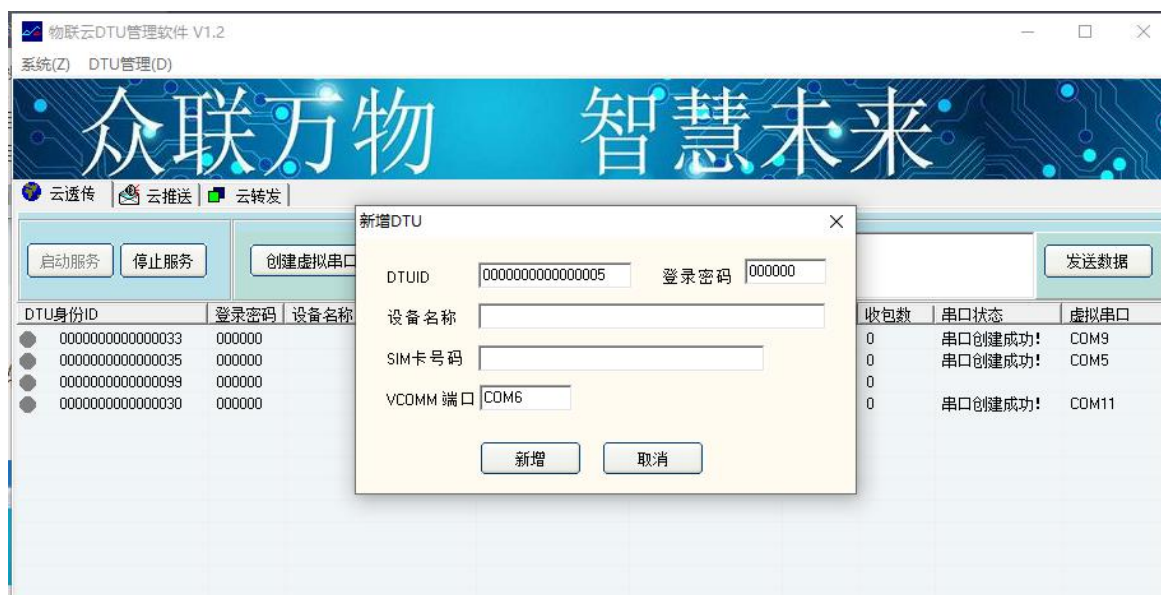 物联云DTU管理软件 V1.2
系统(Z) DTU管理(D)
众联万物 智慧未来
云透传 云推送 云转发
新增DTU
启动服务 停止服务 创建虚拟串口 发送数据
DTUID 0000000000000005 登录密码 000000
设备名称
SIM卡号码
VCOMM 端口 COM6
新增 取消
DTU身份ID 登录密码 设备名称 收包数 串口状态 虚拟串口
0000000000000033 000000 0 串口创建成功! COM9
0000000000000035 000000 0 串口创建成功! COM5
0000000000000099 000000 0
0000000000000030 000000 0 串口创建成功! COM11